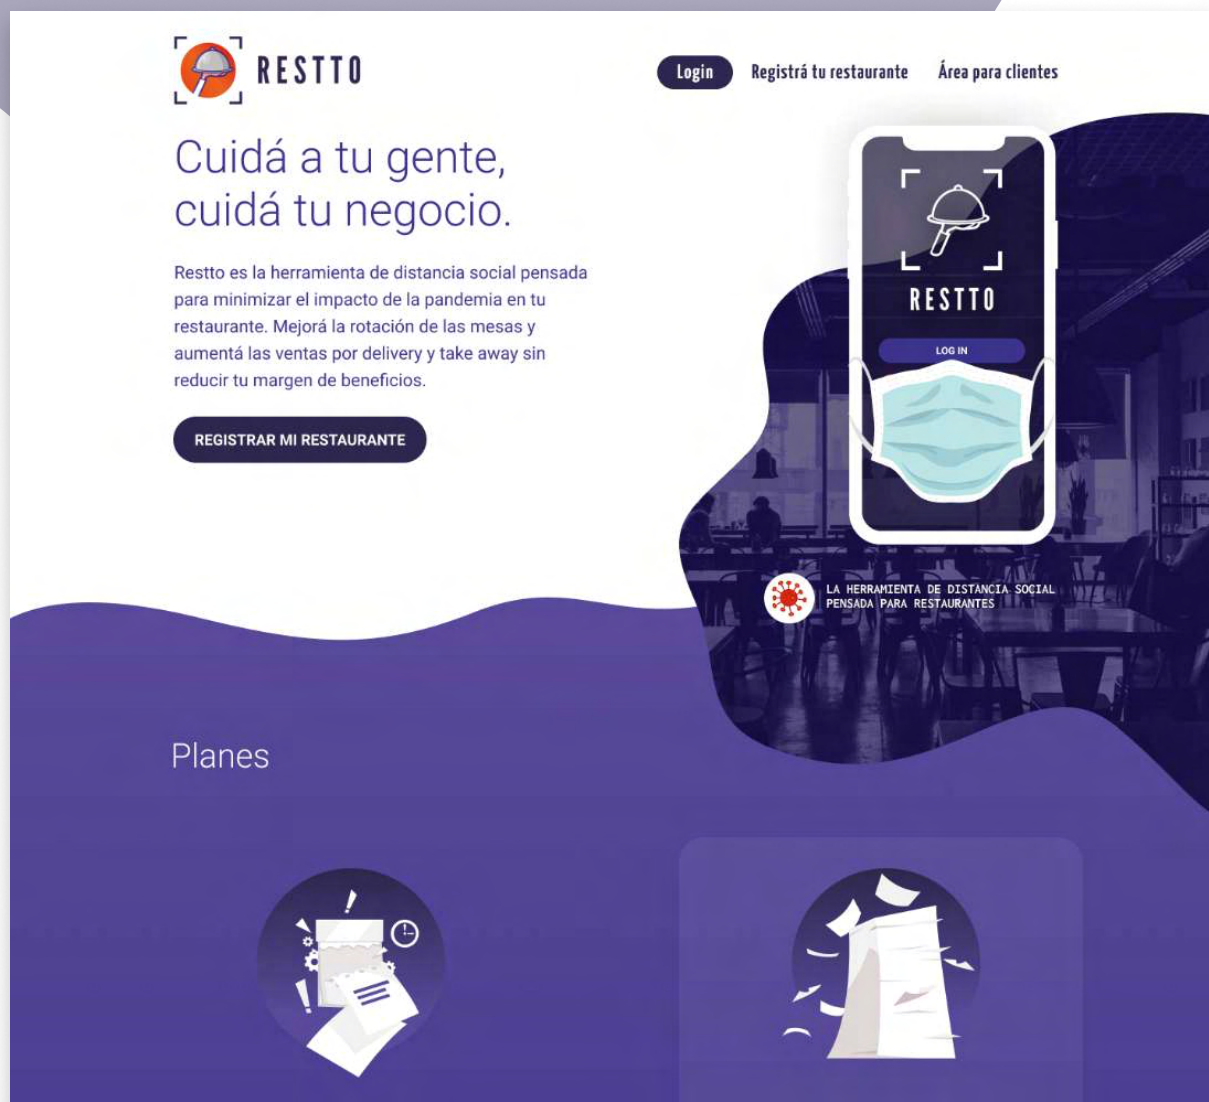 RESTTO
Login
Registrá tu restaurante
Área para clientes
Cuidá a tu gente,
cuidá tu negocio.
Restto es la herramienta de distancia social pensada
para minimizar el impacto de la pandemia en tu
restaurante. Mejorá la rotación de las mesas y
aumentá las ventas por delivery y take away sin
reducir tu margen de beneficios.
REGISTRAR MI RESTAURANTE
RESTTO
LOG IN
LA HERRAMIENTA DE DISTANCIA SOCIAL
PENSADA PARA RESTAURANTES
Planes